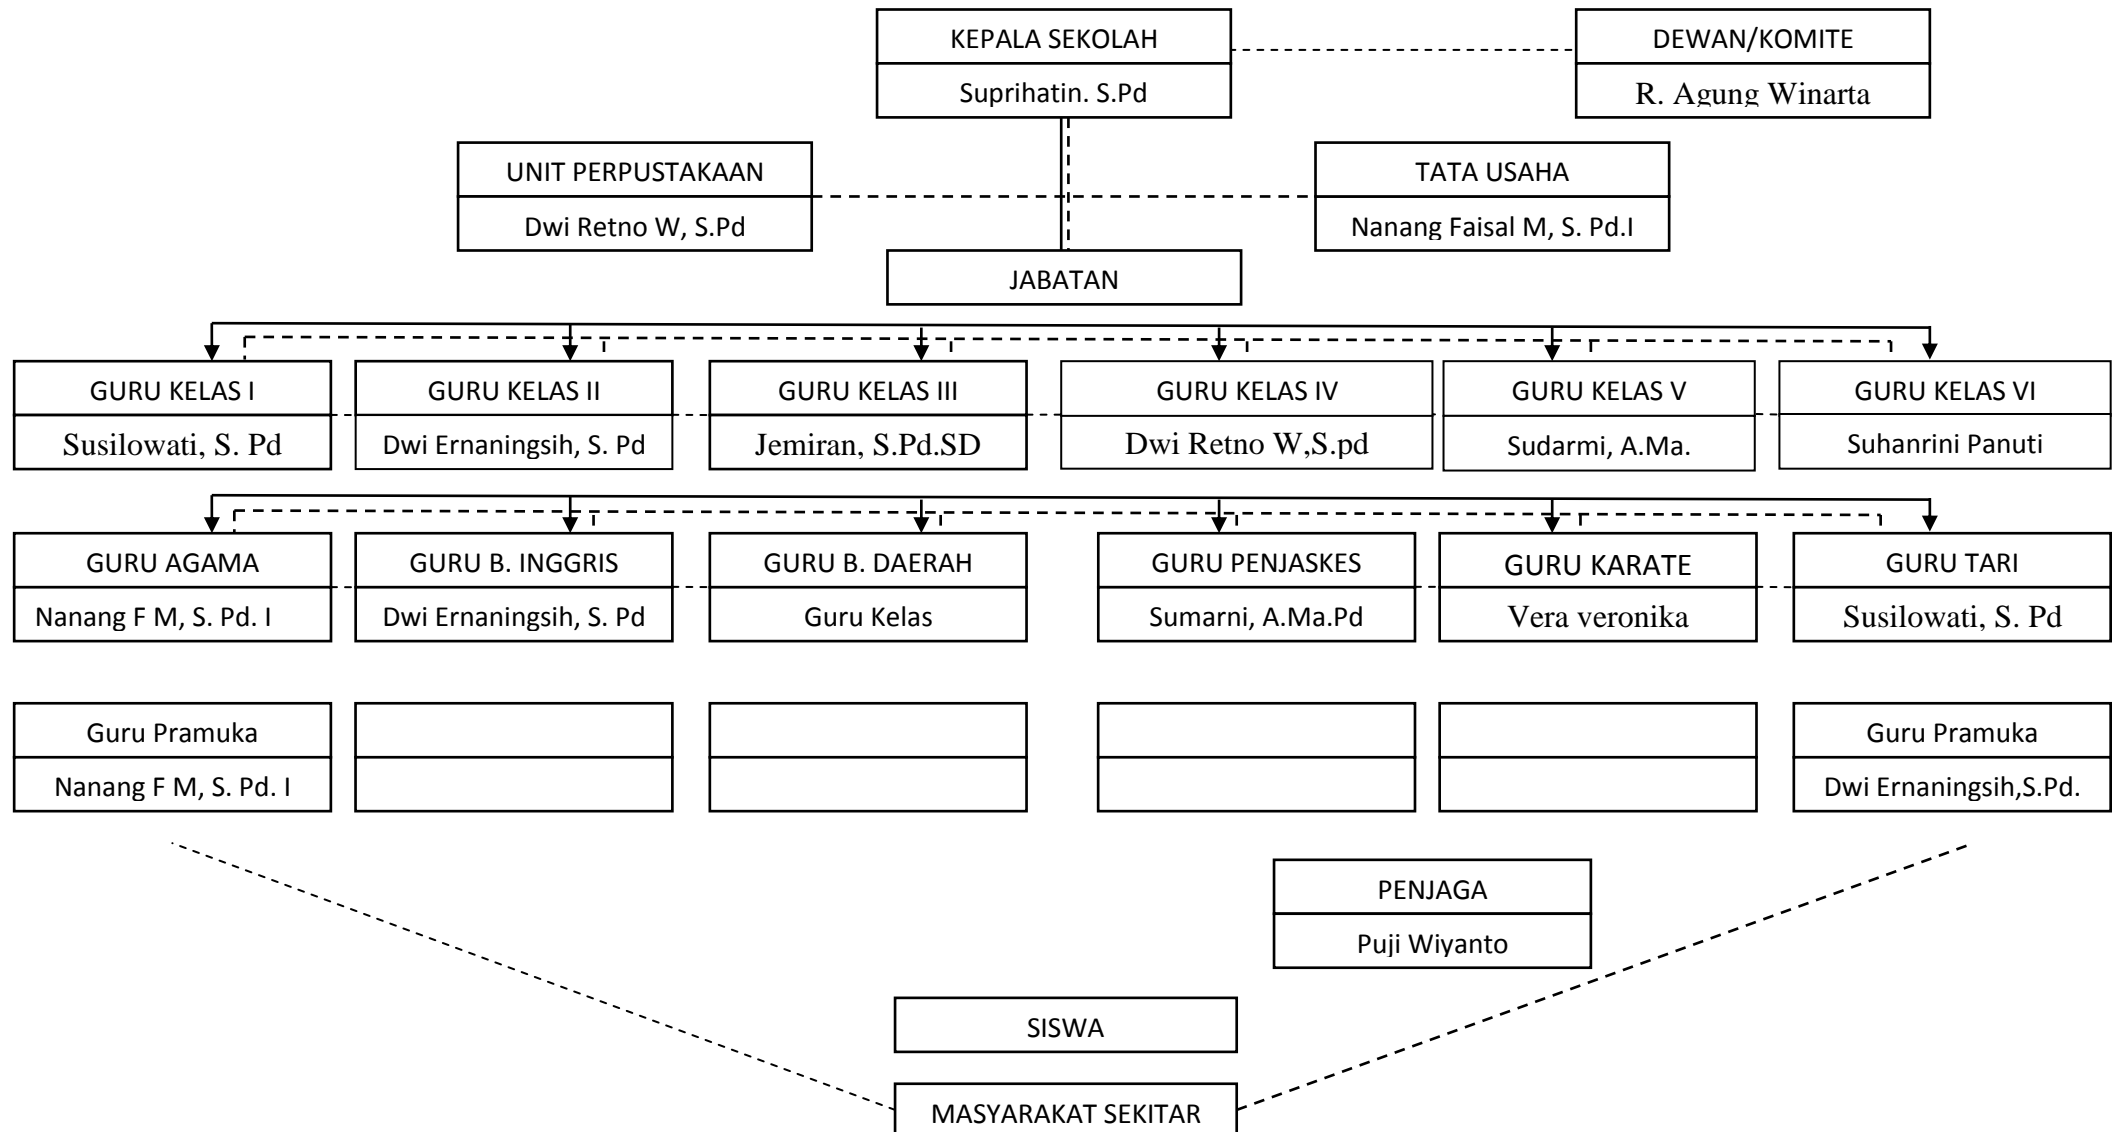 KEPALA SEKOLAH
Suprihatin. S.Pd
DEWAN/KOMITE
R. Agung Winarta
UNIT PERPUSTAKAAN
Dwi Retno W, S.Pd
TATA USAHA
Nanang Faisal M, S. Pd.I
JABATAN
GURU KELAS I
Susilowati, S. Pd
GURU KELAS II
Dwi Ernaningsih, S. Pd
GURU KELAS III
Jemiran, S.Pd.SD
GURU KELAS IV
Dwi Retno W,S.pd
GURU KELAS V
Sudarmi, A.Ma.
GURU KELAS VI
Suhanrini Panuti
GURU AGAMA
Nanang F M, S. Pd. I
GURU B. INGGRIS
Dwi Ernaningsih, S. Pd
GURU B. DAERAH
Guru Kelas
GURU PENJASKES
Sumarni, A.Ma.Pd
GURU KARATE
Vera veronika
GURU TARI
Susilowati, S. Pd
Guru Pramuka
Nanang F M, S. Pd. I
Guru Pramuka
Dwi Ernaningsih,S.Pd.
PENJAGA
Puji Wiyanto
SISWA
MASYARAKAT SEKITAR